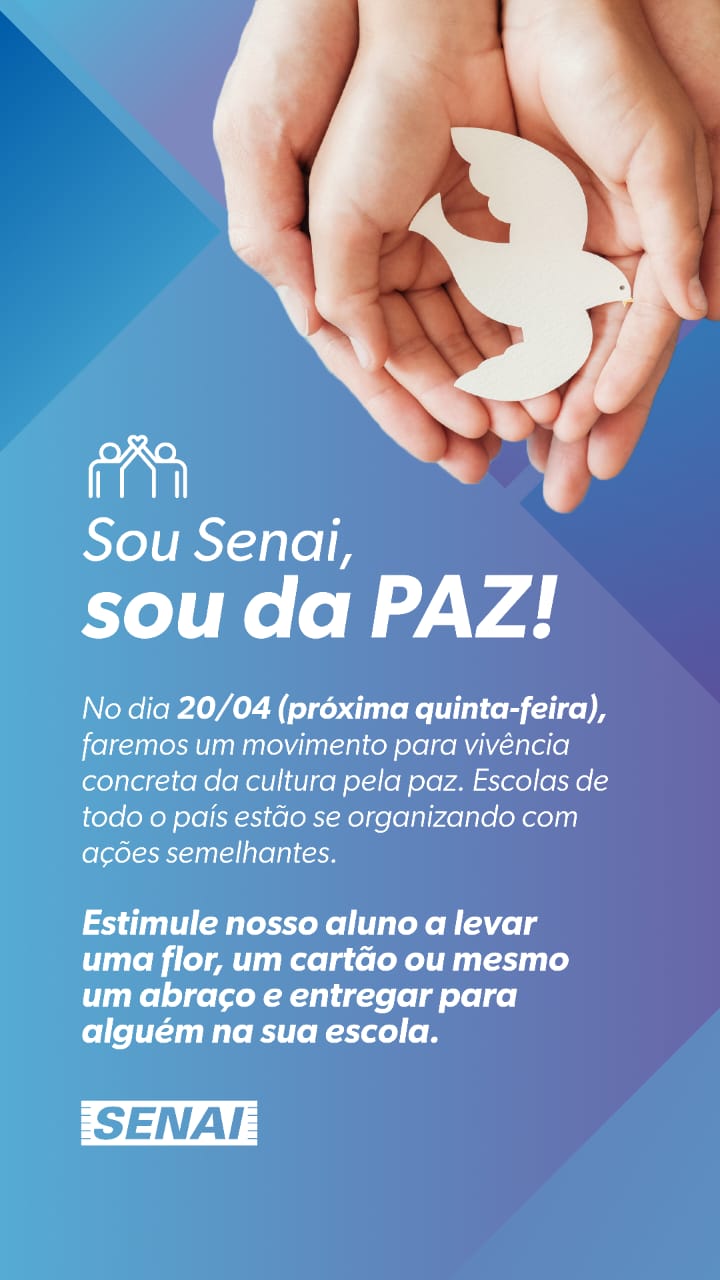 Sou Senai,
sou da PAZ!
No dia 20/04 (próxima quinta-feira),
faremos um movimento para vivência
concreta da cultura pela paz. Escolas de
todo o país estão se organizando com
ações semelhantes.
Estimule nosso aluno a levar
uma flor, um cartão ou mesmo
um abraço e entregar para
alguém na sua escola.
SENAI